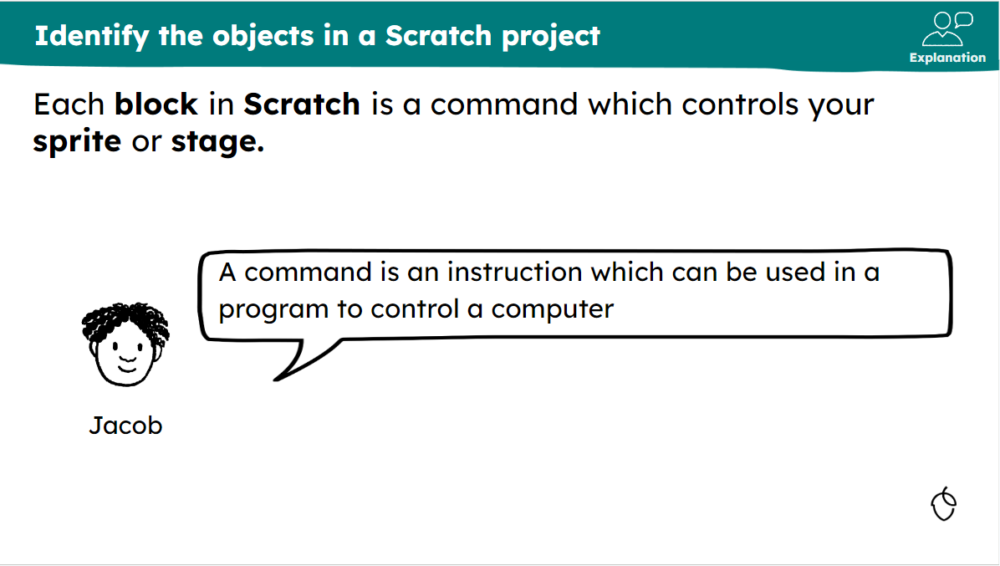 Identify the objects in a Scratch project
Explanation
Each block in Scratch is a command which controls your
sprite or stage.
A command is an instruction which can be used in a
program to control a computer
Jacob